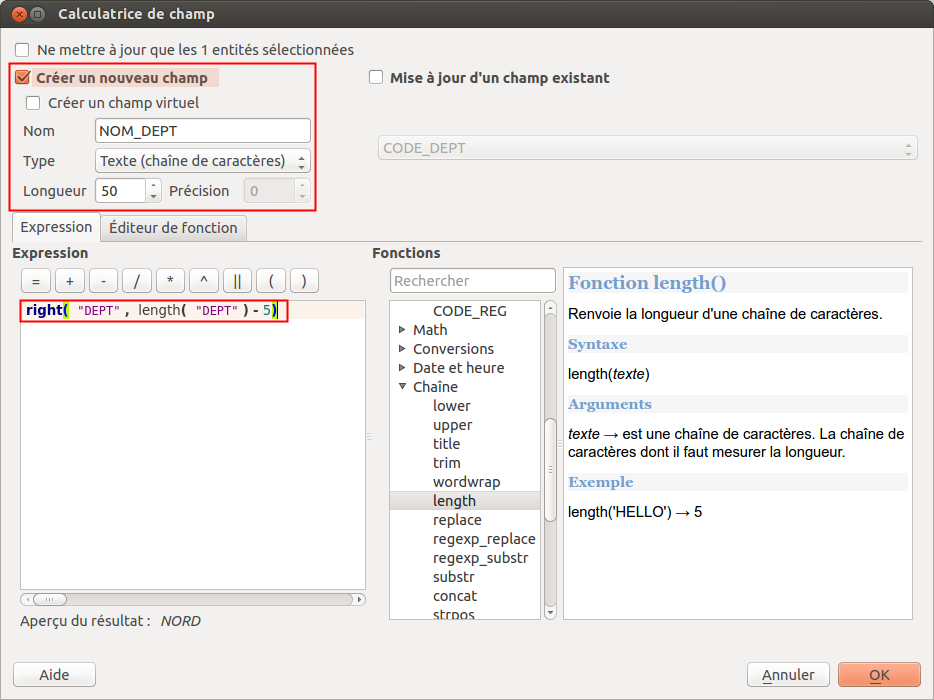 Calculatrice de champ
Ne mettre à jour que les 1 entités sélectionnées
Créer un nouveau champ
Mise à jour d'un champ existant
Créer un champ virtuel
Nom NOM_DEPT
CODE_DEPT
Type Texte (chaîne de caractères)
Longueur 50 Précision 0
Expression Éditeur de fonction
Expression
= + - / * ^ || ( )
right( "DEPT" , length( "DEPT" ) - 5)
Aperçu du résultat : NORD
Fonctions
Rechercher
CODE_REG
Math
Conversions
Date et heure
Chaîne
lower
upper
title
trim
wordwrap
length
replace
regexp_replace
regexp_substr
substr
concat
strpos
Fonction length()
Renvoie la longueur d'une chaîne de caractères.
Syntaxe
length(texte)
Arguments
texte → est une chaîne de caractères. La chaîne de
caractères dont il faut mesurer la longueur.
Exemple
length('HELLO') → 5
Aide
Annuler
OK